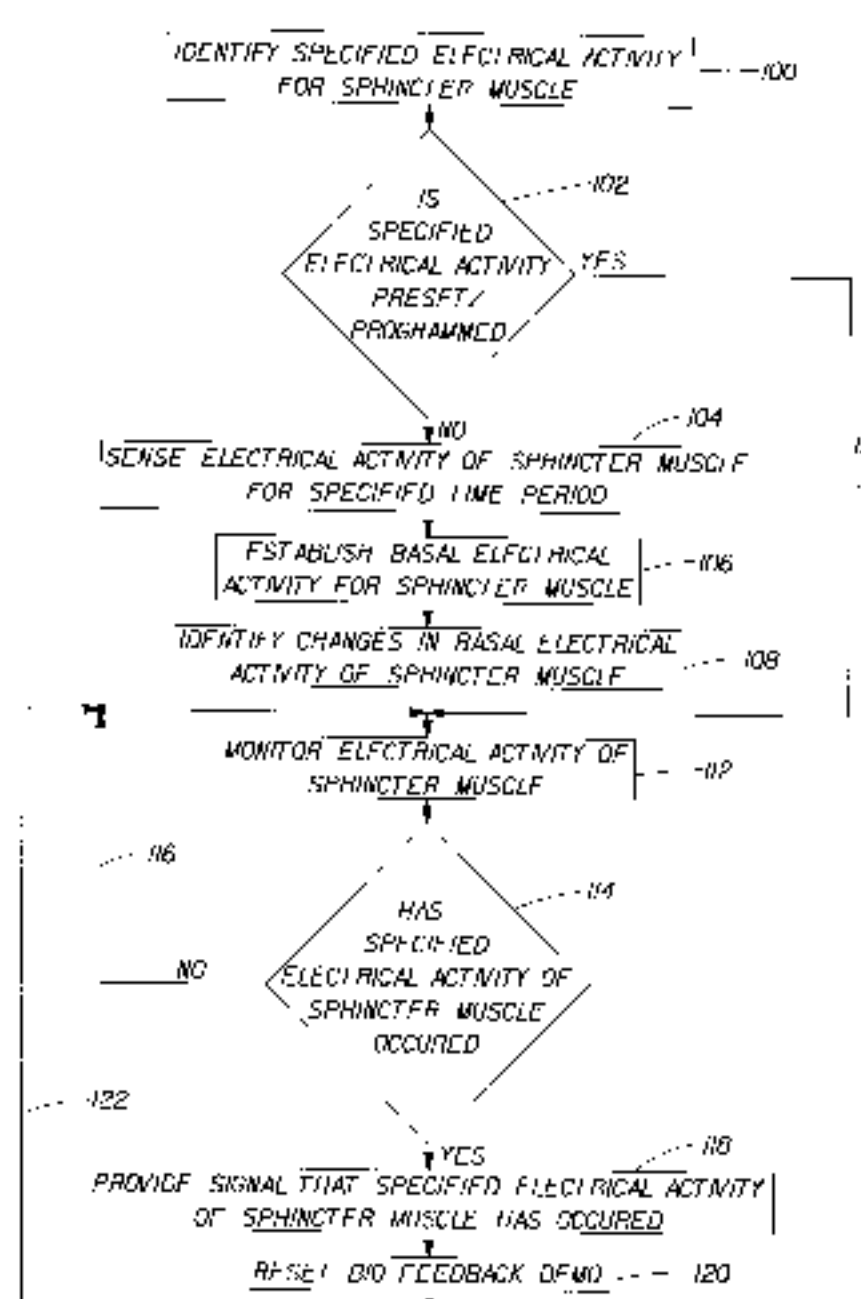 IDENTIFY SPECIFIED ELECTRICAL ACTIVITY
FOR SPHINCTER MUSCLE
100
102
IS
SPECIFIED
ELECTRICAL ACTIVITY
PRESET/
PROGRAMMED
YES
NO
104
SENSE ELECTRICAL ACTIVITY OF SPHINCTER MUSCLE
FOR SPECIFIED TIME PERIOD
ESTABLISH BASAL ELECTRICAL
ACTIVITY FOR SPHINCTER MUSCLE
106
IDENTIFY CHANGES IN BASAL ELECTRICAL
ACTIVITY OF SPHINCTER MUSCLE
108
MONITOR ELECTRICAL ACTIVITY OF
SPHINCTER MUSCLE
112
116
114
HAS
SPECIFIED
ELECTRICAL ACTIVITY OF
SPHINCTER MUSCLE
OCCURED
NO
122
YES
118
PROVIDE SIGNAL THAT SPECIFIED ELECTRICAL ACTIVITY
OF SPHINCTER MUSCLE HAS OCCURED
RESET BIO FEEDBACK
120